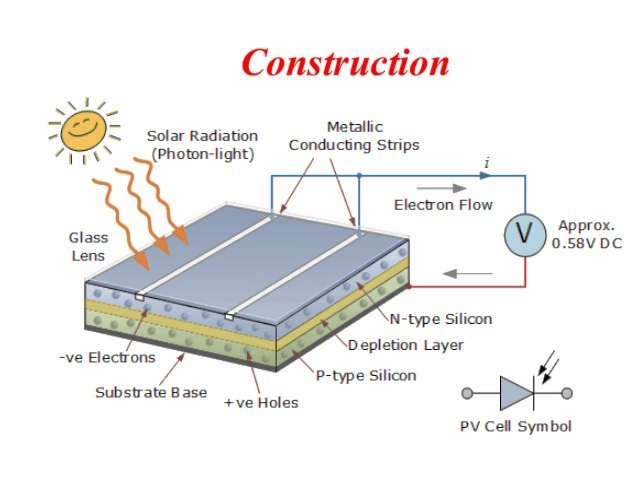 Construction
Solar Radiation
(Photon-light)
Metallic
Conducting Strips
i
Electron Flow
Glass
Lens
V
Approx.
0.58V DC
N-type Silicon
Depletion Layer
P-type Silicon
-ve Electrons
Substrate Base
+ve Holes
PV Cell Symbol